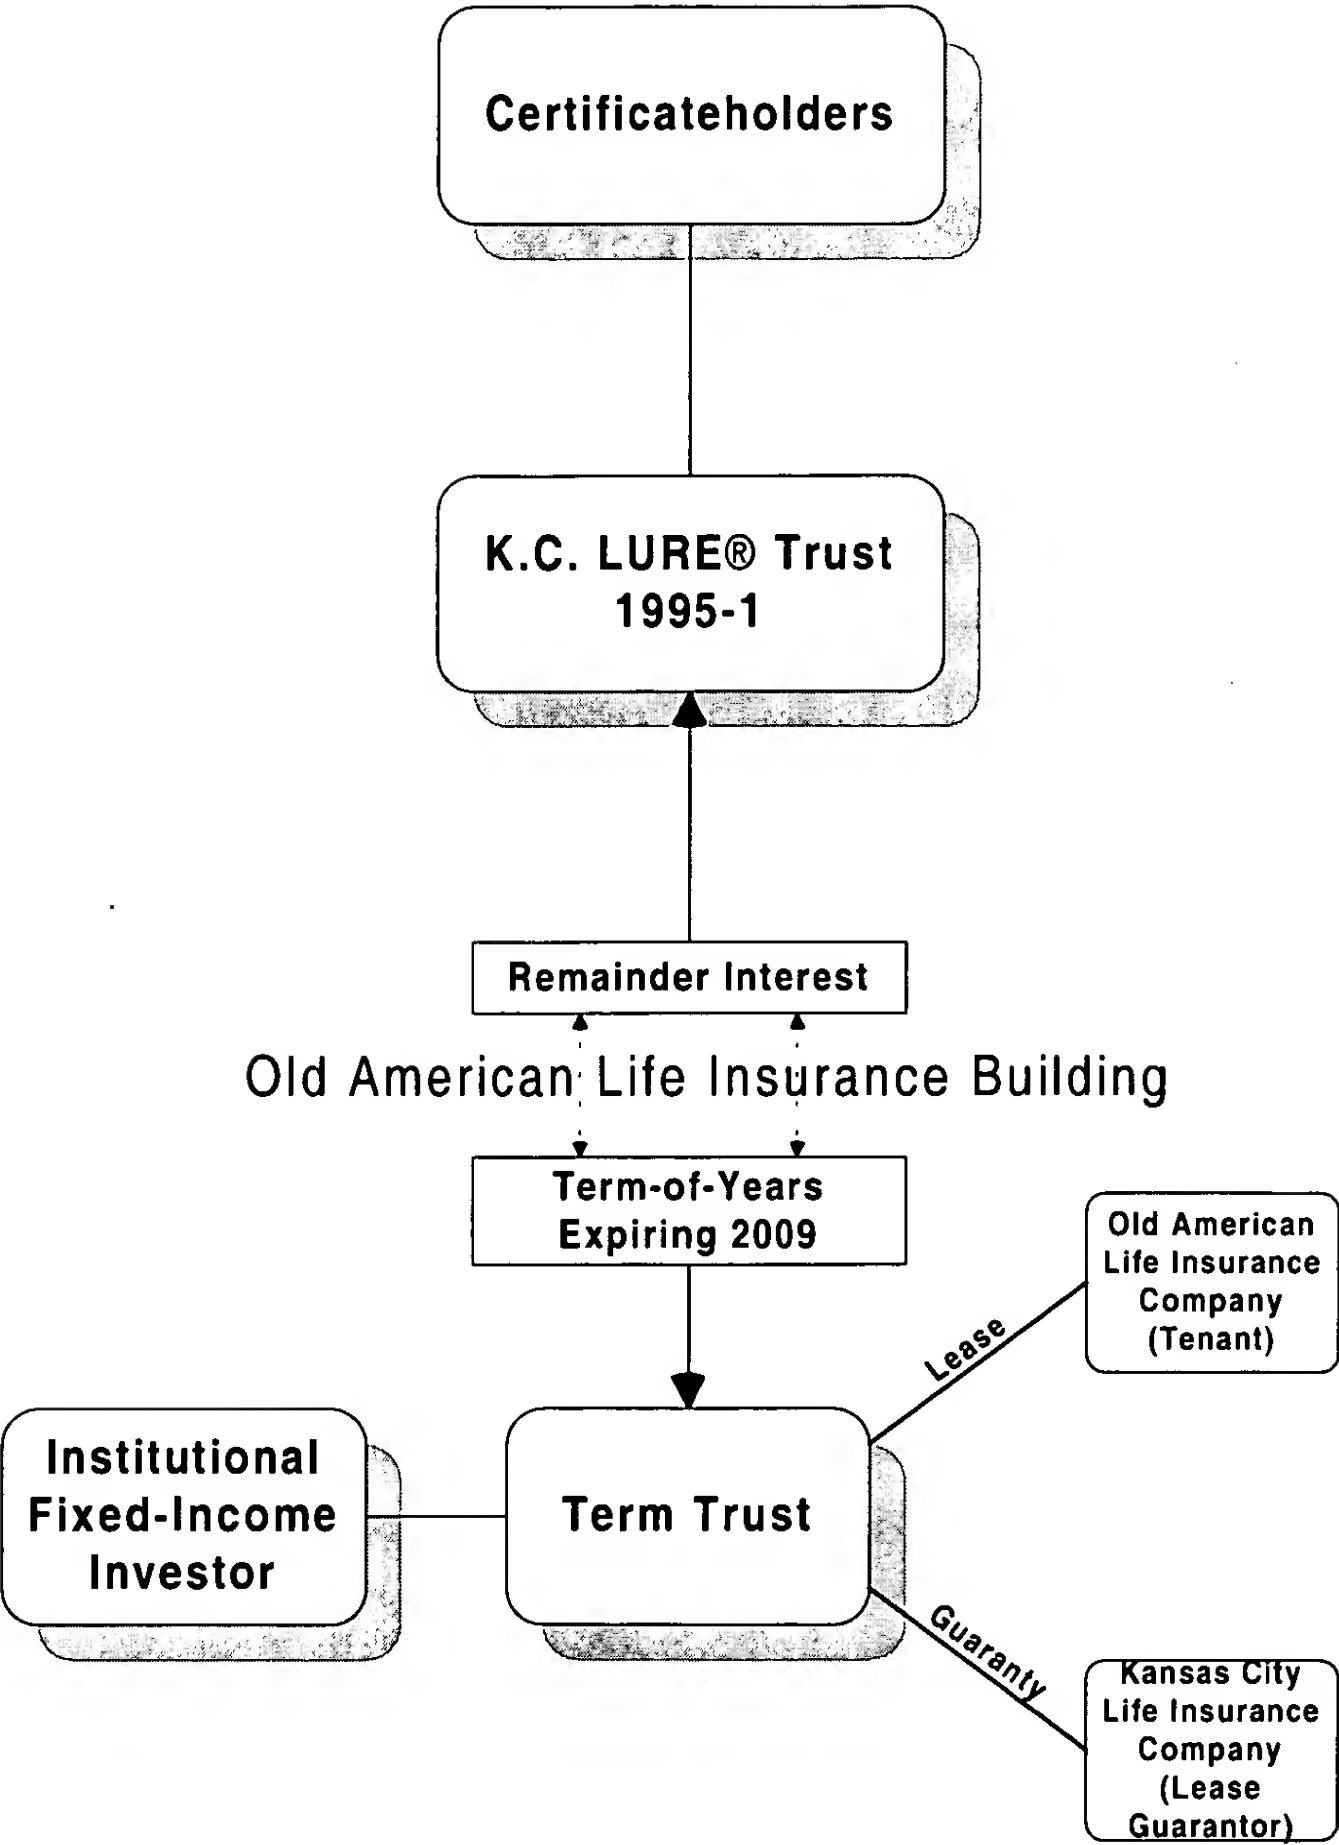 Certificateholders
K.C. LURE® Trust
1995-1
Remainder Interest
Old American Life Insurance Building
Term-of-Years
Expiring 2009
Old American
Life Insurance
Company
(Tenant)
Lease
Institutional
Fixed-Income
Investor
Term Trust
Guaranty
Kansas City
Life Insurance
Company
(Lease
Guarantor)